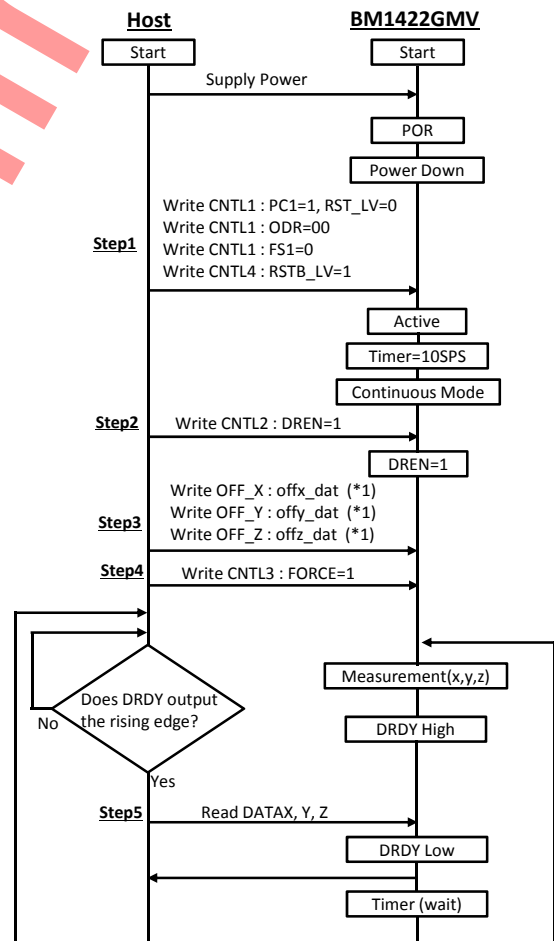 Host
BM1422GMV
Start
Start
Supply Power
POR
Power Down
Write CNTL1 : PC1=1, RST_LV=0
Write CNTL1 : ODR=00
Write CNTL1 : FS1=0
Write CNTL4 : RSTB_LV=1
Step1
Active
Timer=10SPS
Continuous Mode
Step2
Write CNTL2 : DREN=1
DREN=1
Write OFF_X : offx_dat (*1)
Write OFF_Y : offy_dat (*1)
Write OFF_Z : offz_dat (*1)
Step3
Step4
Write CNTL3 : FORCE=1
Measurement(x,y,z)
Does DRDY output
the rising edge?
No
DRDY High
Yes
Step5
Read DATAX, Y, Z
DRDY Low
Timer (wait)